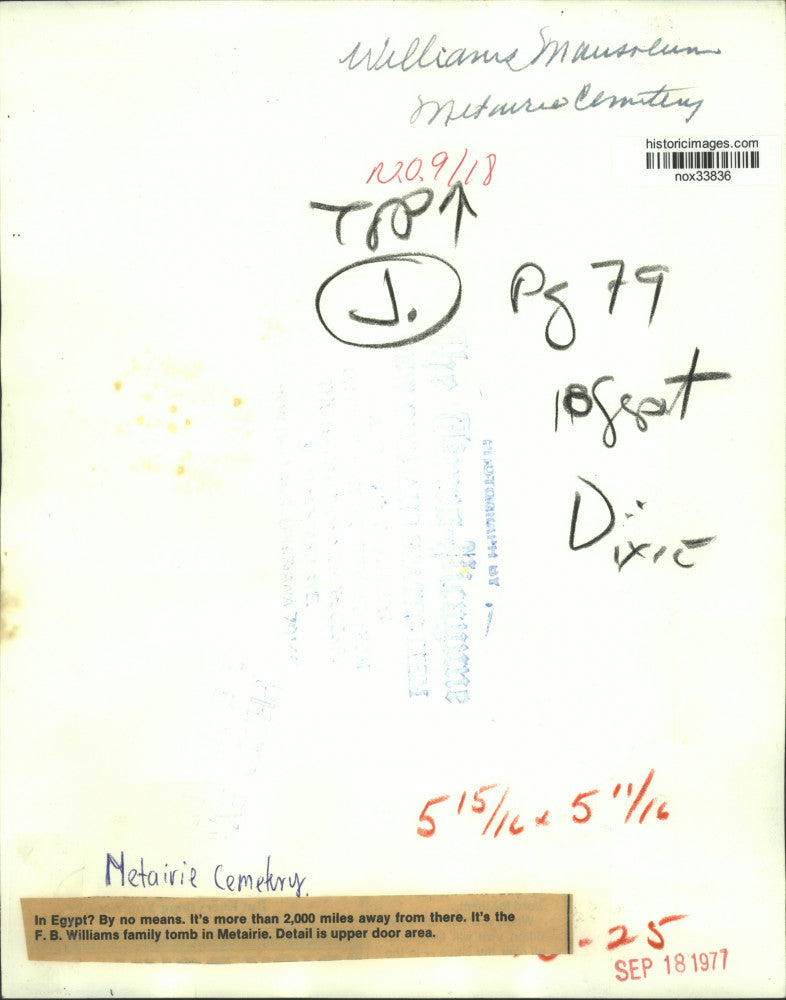 Williams Mausoleum
Metairie Cemetery
historicimages.com
nox33836
N.O. 9/18
TOP ↑
J.
Pg 79
Sept
Dixie
5 15/16 x 5 11/16
Metairie Cemetery.
In Egypt? By no means. It's more than 2,000 miles away from there. It's the
F. B. Williams family tomb in Metairie. Detail is upper door area.
- 25
SEP 18 1977